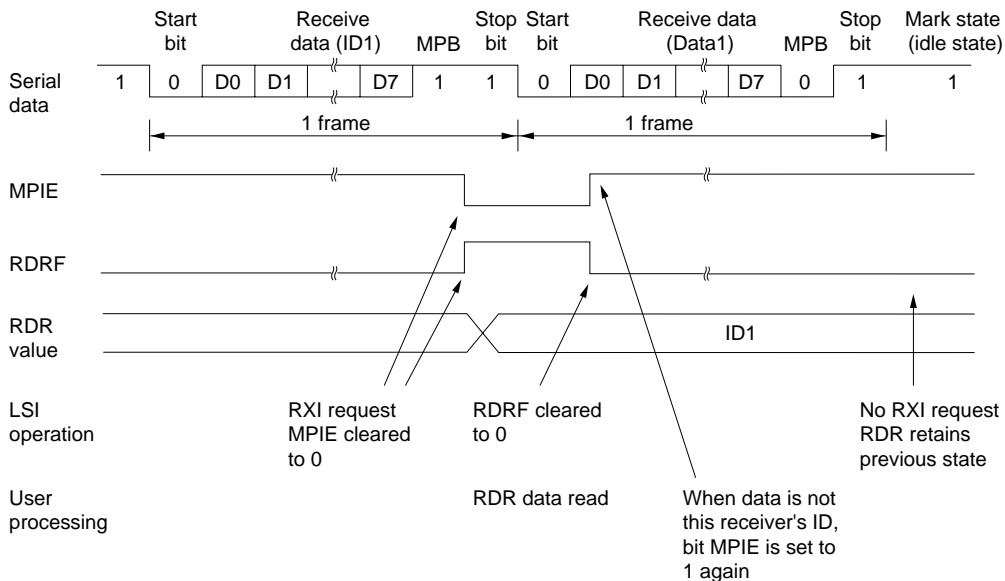 Start bit
Receive data (ID1)
MPB
Stop bit
Start bit
Receive data (Data1)
MPB
Stop bit
Mark state (idle state)
Serial data
1 0 D0 D1 D7 1 1 0 D0 D1 D7 0 1 1
1 frame 1 frame
MPIE
RDRF
RDR value
ID1
LSI operation
RXI request
MPIE cleared
to 0
RDRF cleared
to 0
No RXI request
RDR retains
previous state
User processing
RDR data read
When data is not
this receiver's ID,
bit MPIE is set to
1 again